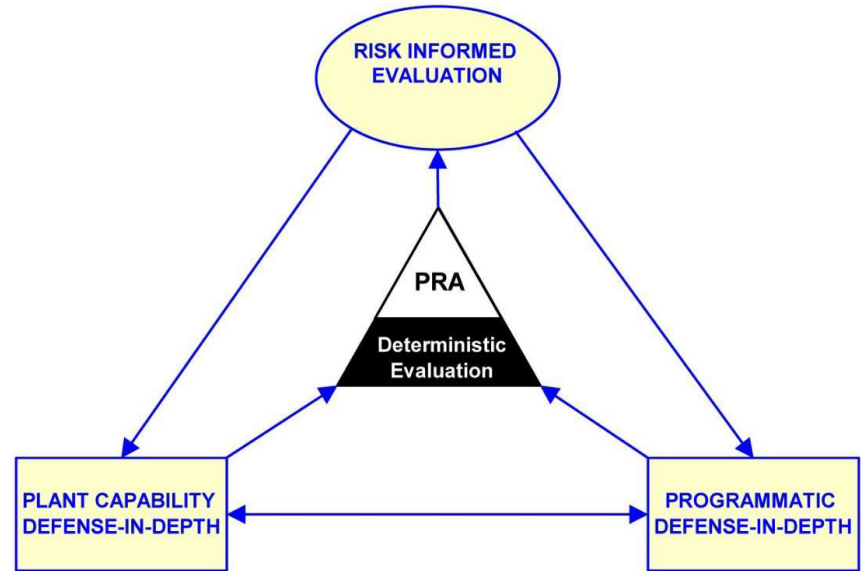 RISK INFORMED
EVALUATION
PRA
Deterministic
Evaluation
PLANT CAPABILITY
DEFENSE-IN-DEPTH
PROGRAMMATIC
DEFENSE-IN-DEPTH